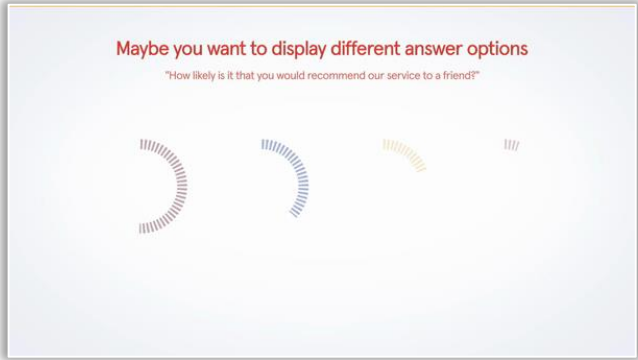 Maybe you want to display different answer options
"How likely is it that you would recommend our service to a friend?"